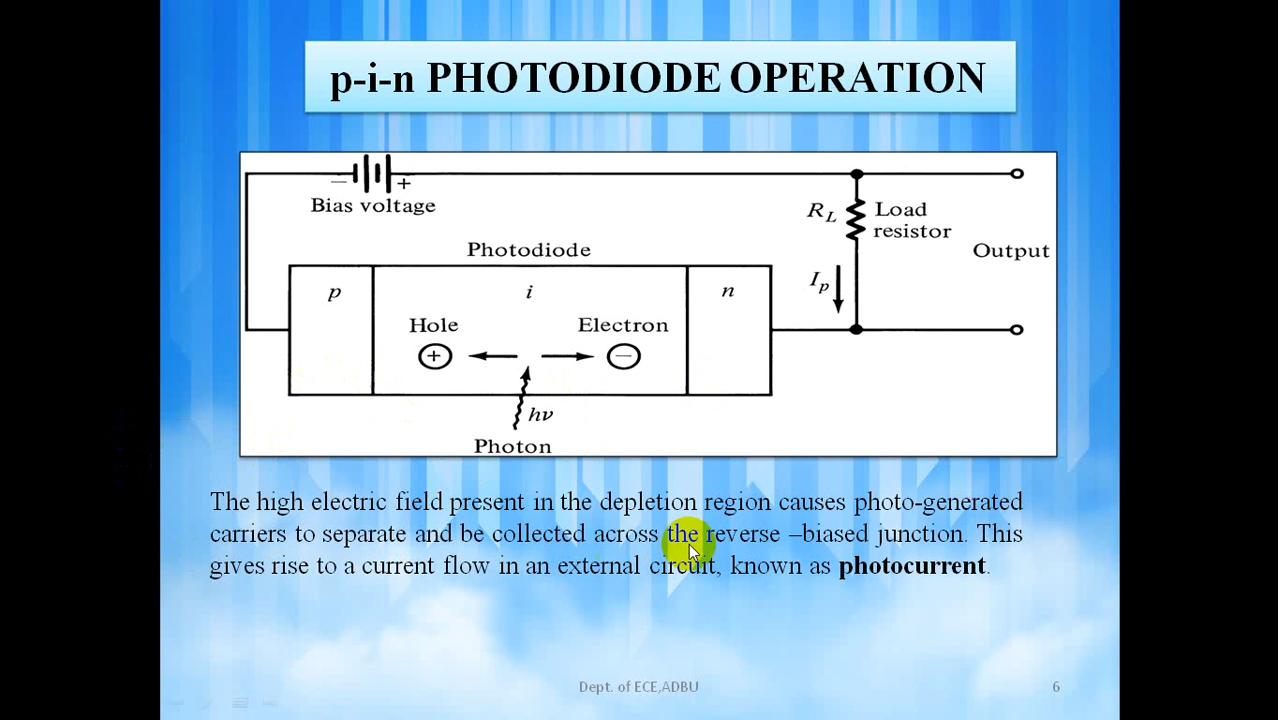 p-i-n PHOTODIODE OPERATION
− +
Bias voltage
R_L Load
resistor
Output
Photodiode
p i n
I_p
Hole Electron
+ −
hν
Photon
The high electric field present in the depletion region causes photo-generated
carriers to separate and be collected across the reverse –biased junction. This
gives rise to a current flow in an external circuit, known as photocurrent.
Dept. of ECE,ADBU 6